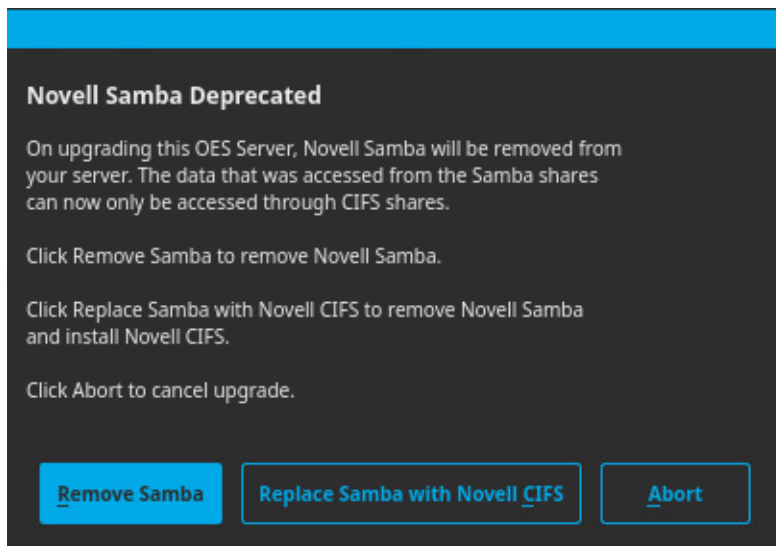 Novell Samba Deprecated
On upgrading this OES Server, Novell Samba will be removed from
your server. The data that was accessed from the Samba shares
can now only be accessed through CIFS shares.
Click Remove Samba to remove Novell Samba.
Click Replace Samba with Novell CIFS to remove Novell Samba
and install Novell CIFS.
Click Abort to cancel upgrade.
Remove Samba Replace Samba with Novell CIFS Abort